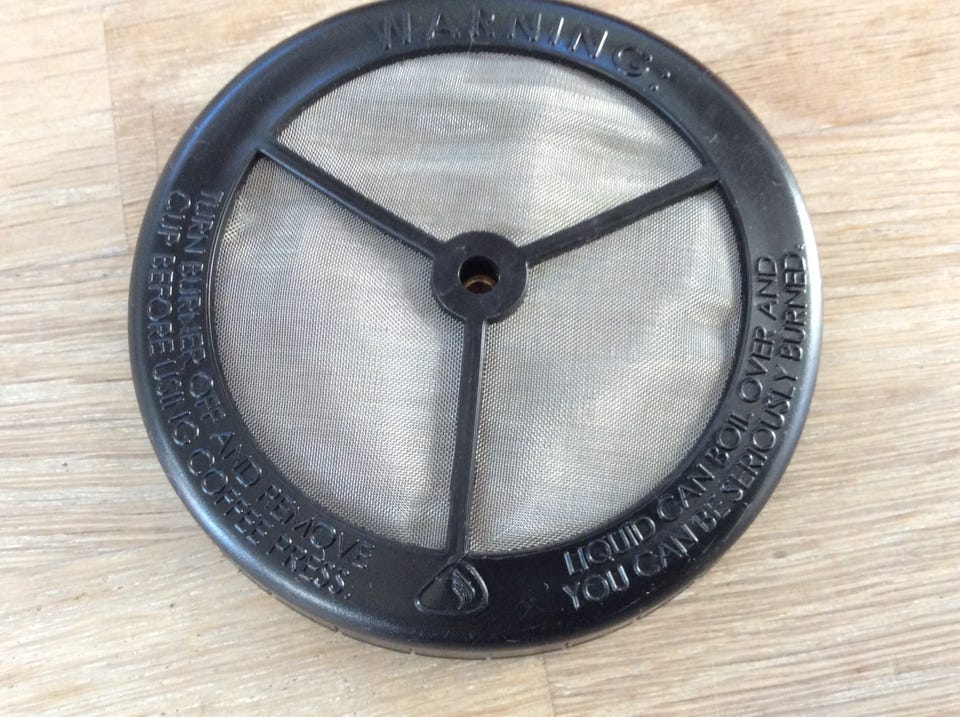 WARNING:
TURN BURNER OFF AND REMOVE
CUP BEFORE USING COFFEE PRESS.
LIQUID CAN BOIL OVER AND
YOU CAN BE SERIOUSLY BURNED.